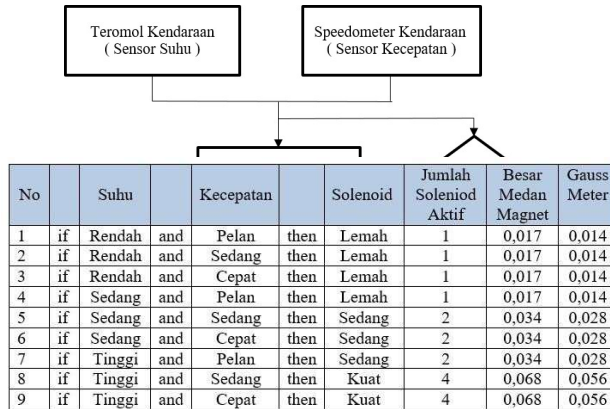 Teromol Kendaraan
( Sensor Suhu )
Speedometer Kendaraan
( Sensor Kecepatan )
No Suhu Kecepatan Solenoid Jumlah Soleniod Aktif Besar Medan Magnet Gauss Meter
1 if Rendah and Pelan then Lemah 1 0,017 0,014
2 if Rendah and Sedang then Lemah 1 0,017 0,014
3 if Rendah and Cepat then Lemah 1 0,017 0,014
4 if Sedang and Pelan then Lemah 1 0,017 0,014
5 if Sedang and Sedang then Sedang 2 0,034 0,028
6 if Sedang and Cepat then Sedang 2 0,034 0,028
7 if Tinggi and Pelan then Sedang 2 0,034 0,028
8 if Tinggi and Sedang then Kuat 4 0,068 0,056
9 if Tinggi and Cepat then Kuat 4 0,068 0,056